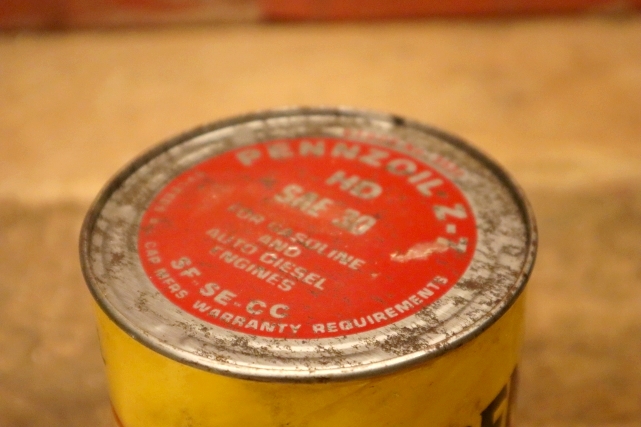 PENNZOIL Z-7
HD
SAE 30
FOR GASOLINE
AND
AUTO DIESEL
ENGINES
SF-SE-CC
CAR MFRS WARRANTY REQUIREMENTS